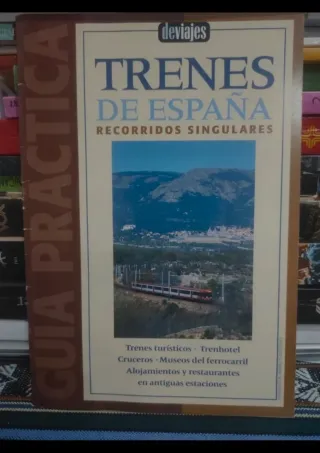 deviajes
TRENES
DE ESPAÑA
RECORRIDOS SINGULARES
GUIA PRACTICA
Trenes turísticos - Trenhotel
Cruceros - Museos del ferrocarril
Alojamientos y restaurantes
en antiguas estaciones